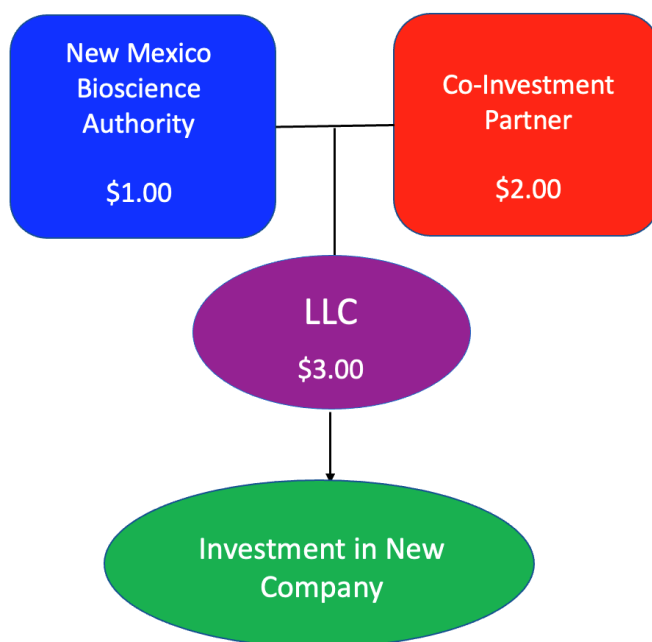 New Mexico
Bioscience
Authority
$1.00
Co-Investment
Partner
$2.00
LLC
$3.00
Investment in New
Company